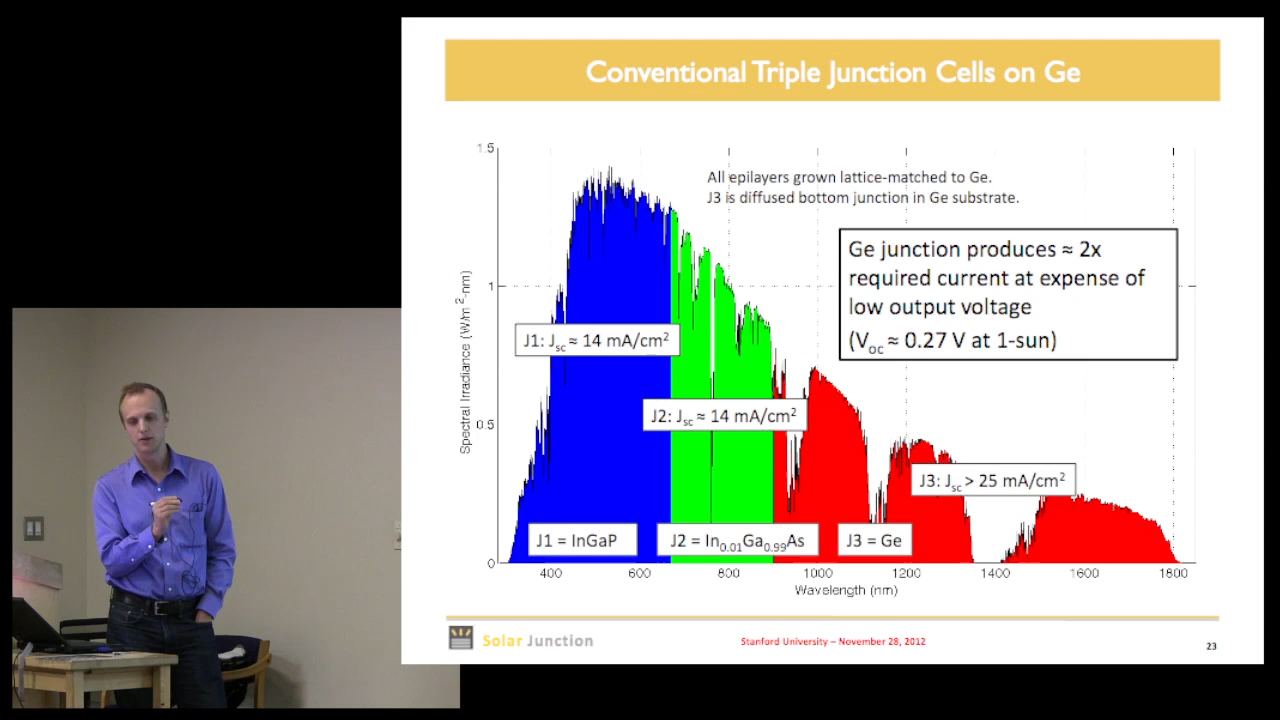 Conventional Triple Junction Cells on Ge
All epilayers grown lattice-matched to Ge.
J3 is diffused bottom junction in Ge substrate.
Ge junction produces ≈ 2x
required current at expense of
low output voltage
(Voc ≈ 0.27 V at 1-sun)
J1: Jsc ≈ 14 mA/cm²
J2: Jsc ≈ 14 mA/cm²
J3: Jsc > 25 mA/cm²
J1 = InGaP
J2 = In0.01Ga0.99As
J3 = Ge
Spectral Irradiance (W/m²-nm)
1.5
1
0.5
0
400 600 800 1000 1200 1400 1600 1800
Wavelength (nm)
Solar Junction
Stanford University – November 28, 2012
23